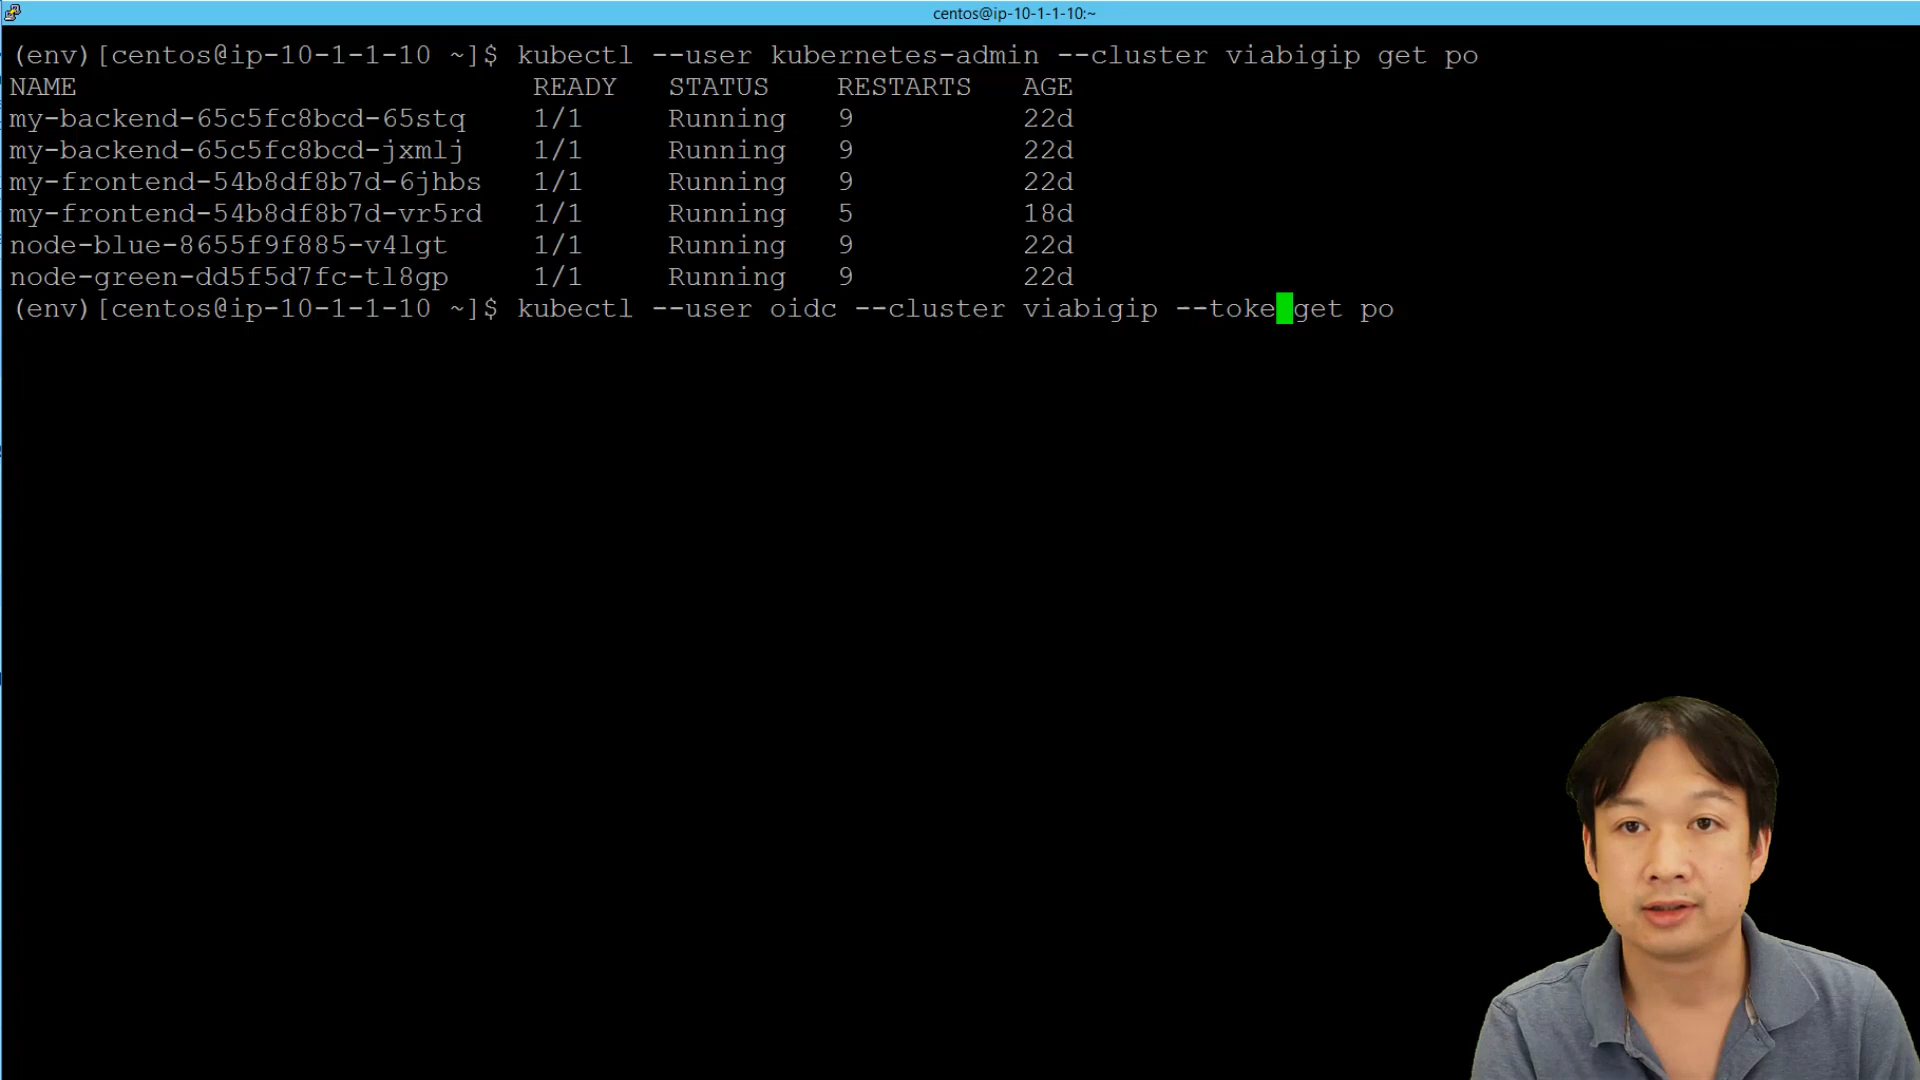 centos@ip-10-1-1-10:~
(env)[centos@ip-10-1-1-10 ~]$ kubectl --user kubernetes-admin --cluster viabigip get po
NAME READY STATUS RESTARTS AGE
my-backend-65c5fc8bcd-65stq 1/1 Running 9 22d
my-backend-65c5fc8bcd-jxmlj 1/1 Running 9 22d
my-frontend-54b8df8b7d-6jhbs 1/1 Running 9 22d
my-frontend-54b8df8b7d-vr5rd 1/1 Running 5 18d
node-blue-8655f9f885-v4lgt 1/1 Running 9 22d
node-green-dd5f5d7fc-tl8gp 1/1 Running 9 22d
(env)[centos@ip-10-1-1-10 ~]$ kubectl --user oidc --cluster viabigip --toke get po